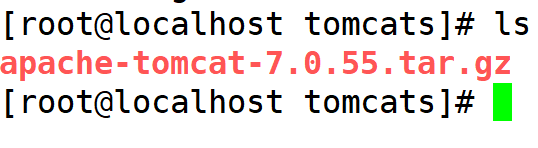 [root@localhost tomcats]# ls
apache-tomcat-7.0.55.tar.gz
[root@localhost tomcats]#